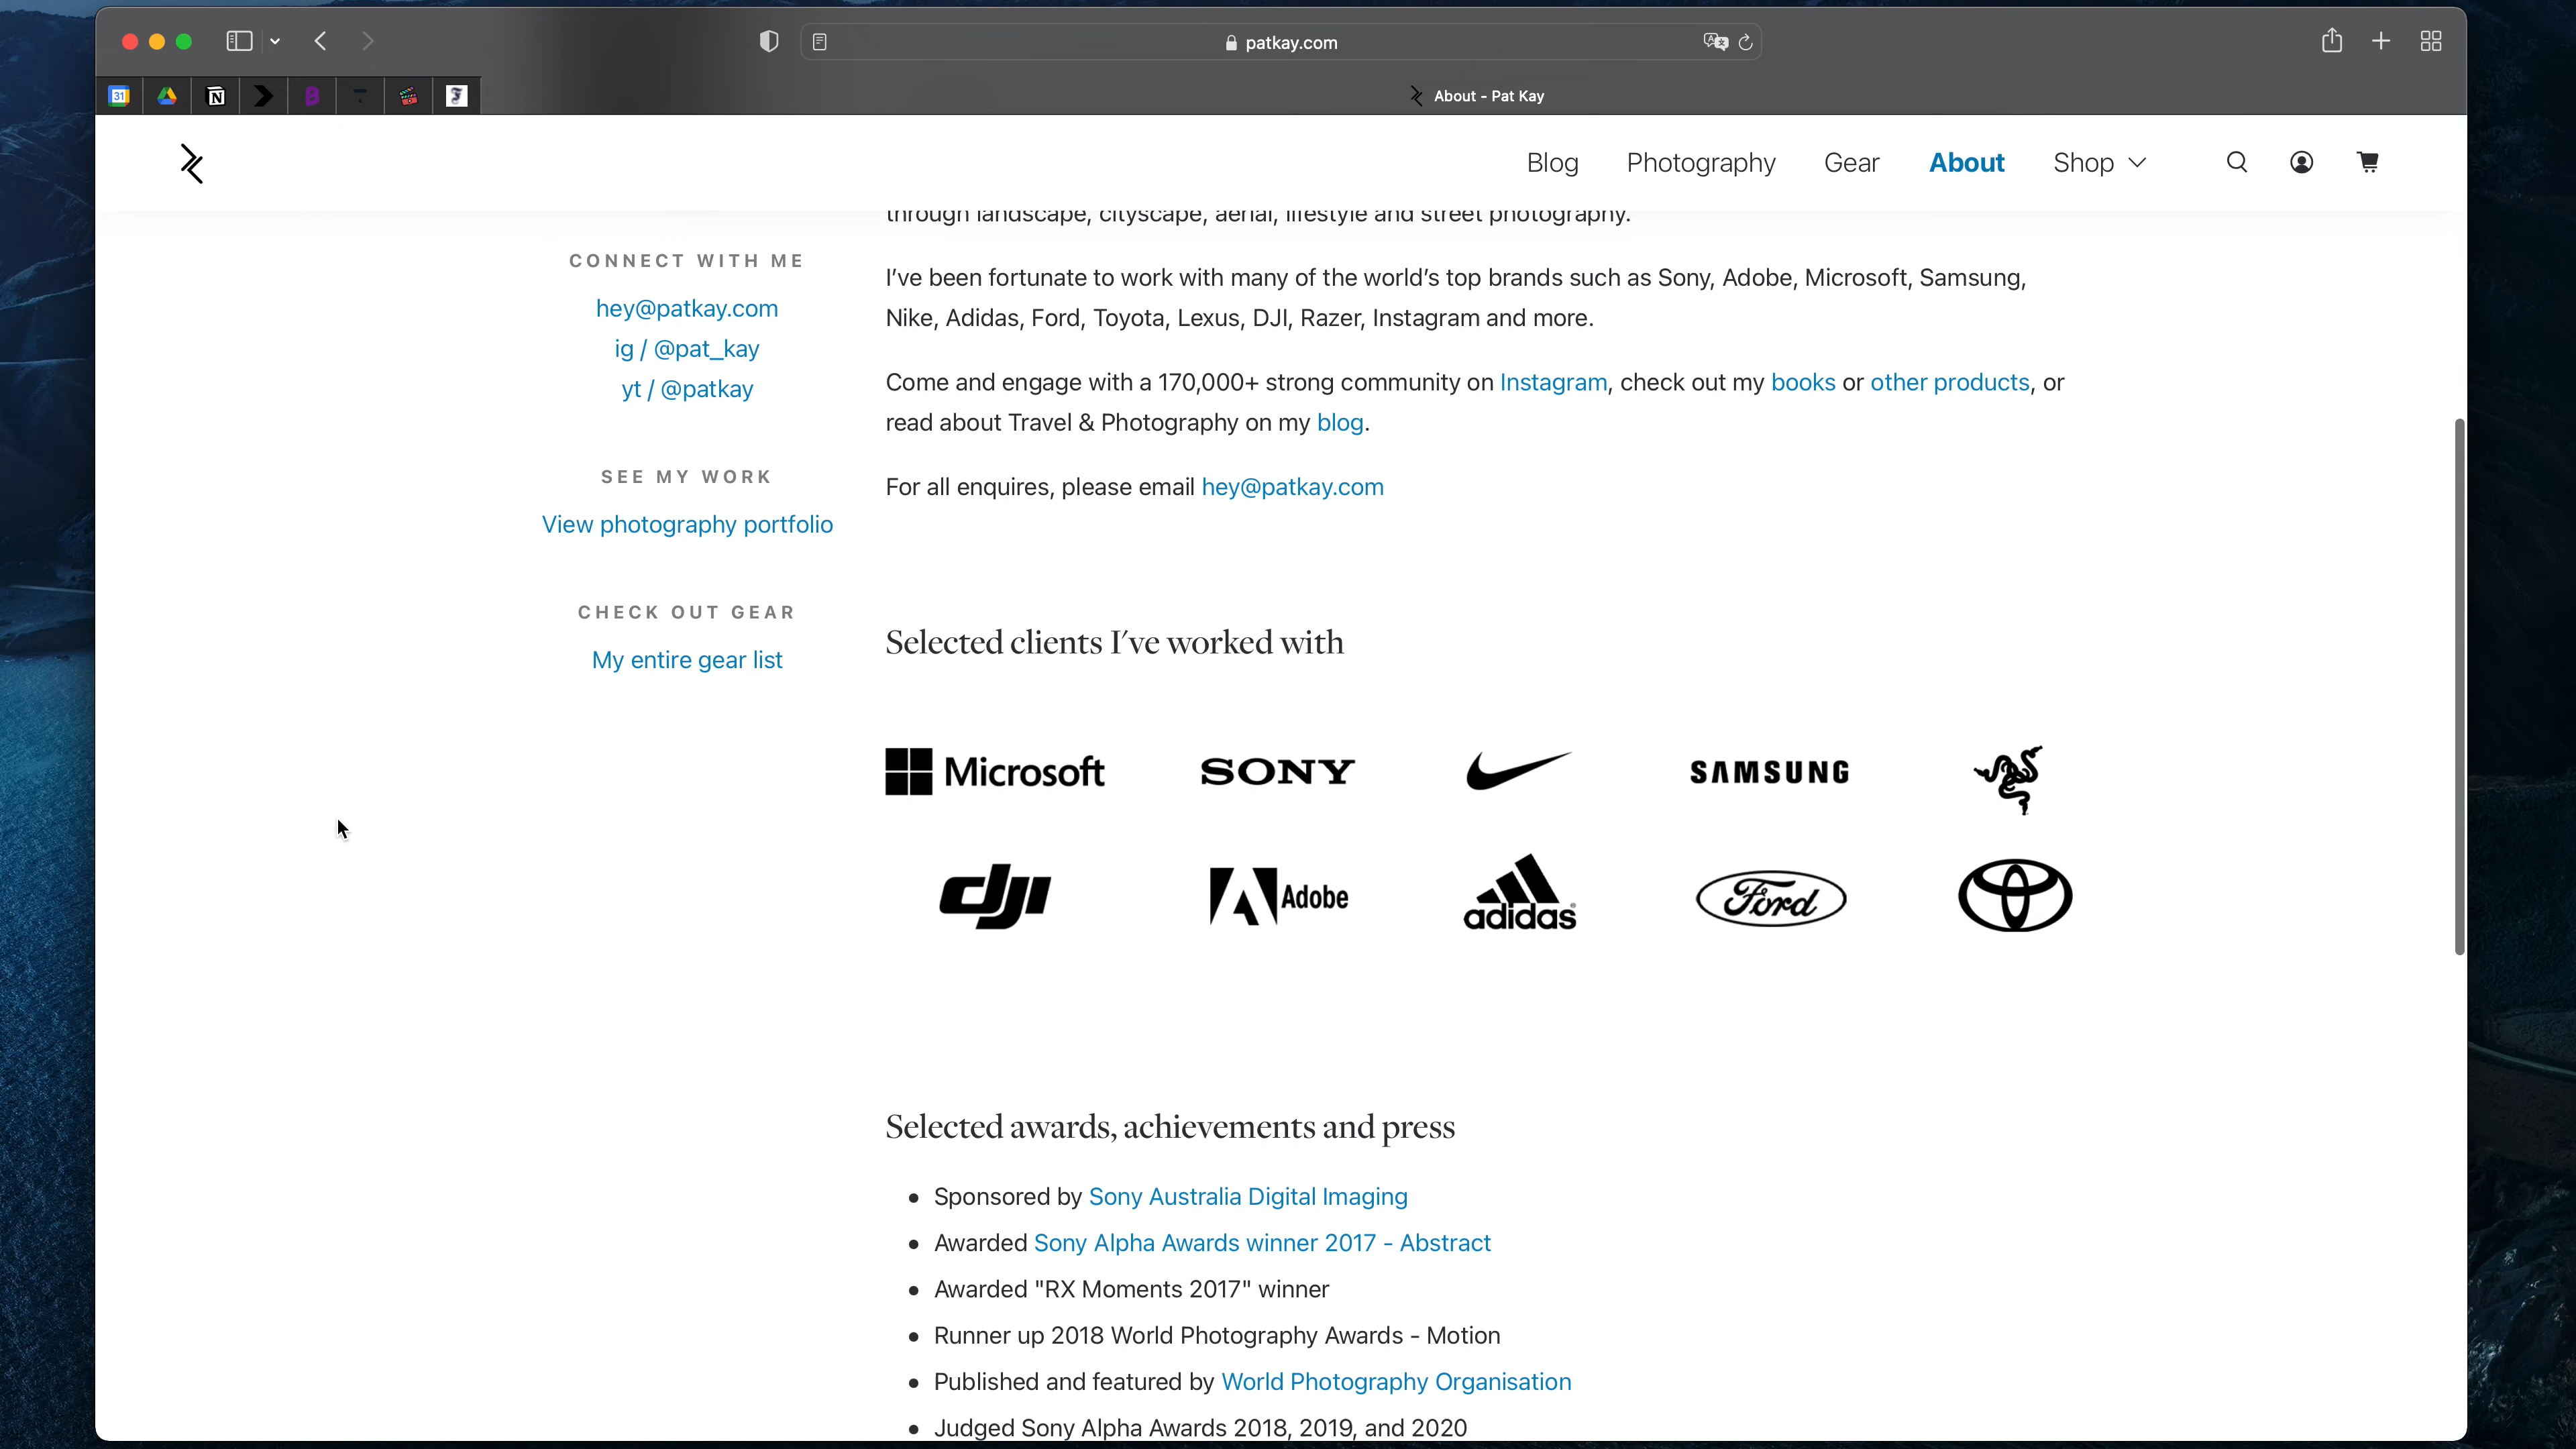 patkay.com
31
About - Pat Kay
Blog Photography Gear About Shop
through landscape, cityscape, aerial, lifestyle and street photography.
CONNECT WITH ME
hey@patkay.com
ig / @pat_kay
yt / @patkay
SEE MY WORK
View photography portfolio
CHECK OUT GEAR
My entire gear list
I've been fortunate to work with many of the world's top brands such as Sony, Adobe, Microsoft, Samsung,
Nike, Adidas, Ford, Toyota, Lexus, DJI, Razer, Instagram and more.
Come and engage with a 170,000+ strong community on Instagram, check out my books or other products, or
read about Travel & Photography on my blog.
For all enquires, please email hey@patkay.com
Selected clients I've worked with
Microsoft SONY SAMSUNG
dji Adobe adidas Ford
Selected awards, achievements and press
• Sponsored by Sony Australia Digital Imaging
• Awarded Sony Alpha Awards winner 2017 - Abstract
• Awarded "RX Moments 2017" winner
• Runner up 2018 World Photography Awards - Motion
• Published and featured by World Photography Organisation
• Judged Sony Alpha Awards 2018, 2019, and 2020